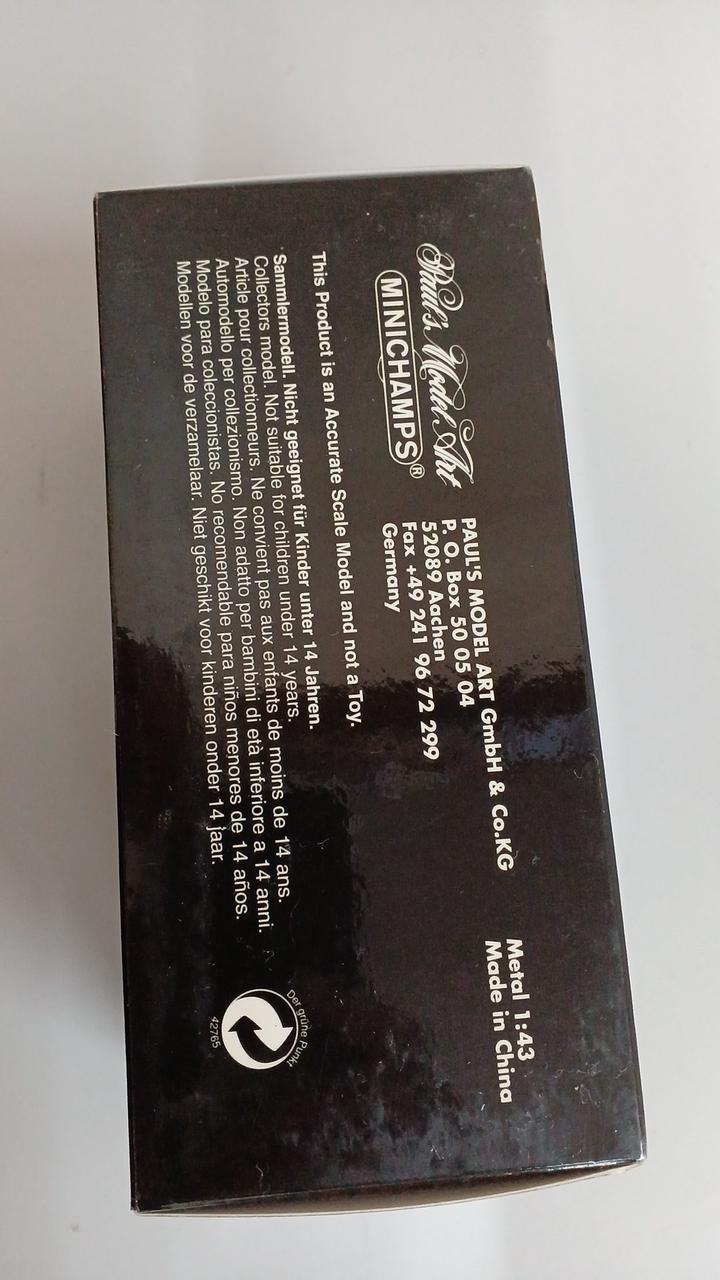 Paul's Model Art
MINICHAMPS®
PAUL'S MODEL ART GmbH & Co.KG
P. O. Box 50 05 04
52089 Aachen
Fax +49 241 96 72 299
Germany
Metal 1:43
Made in China
This Product is an Accurate Scale Model and not a Toy.
Sammlermodell. Nicht geeignet für Kinder unter 14 Jahren.
Collectors model. Not suitable for children under 14 years.
Article pour collectionneurs. Ne convient pas aux enfants de moins de 14 ans.
Automodello per collezionismo. Non adatto per bambini di età inferiore a 14 anni.
Modelo para coleccionistas. No recomendable para niños menores de 14 años.
Modellen voor de verzamelaar. Niet geschikt voor kinderen onder 14 jaar.
Der grüne Punkt
42765